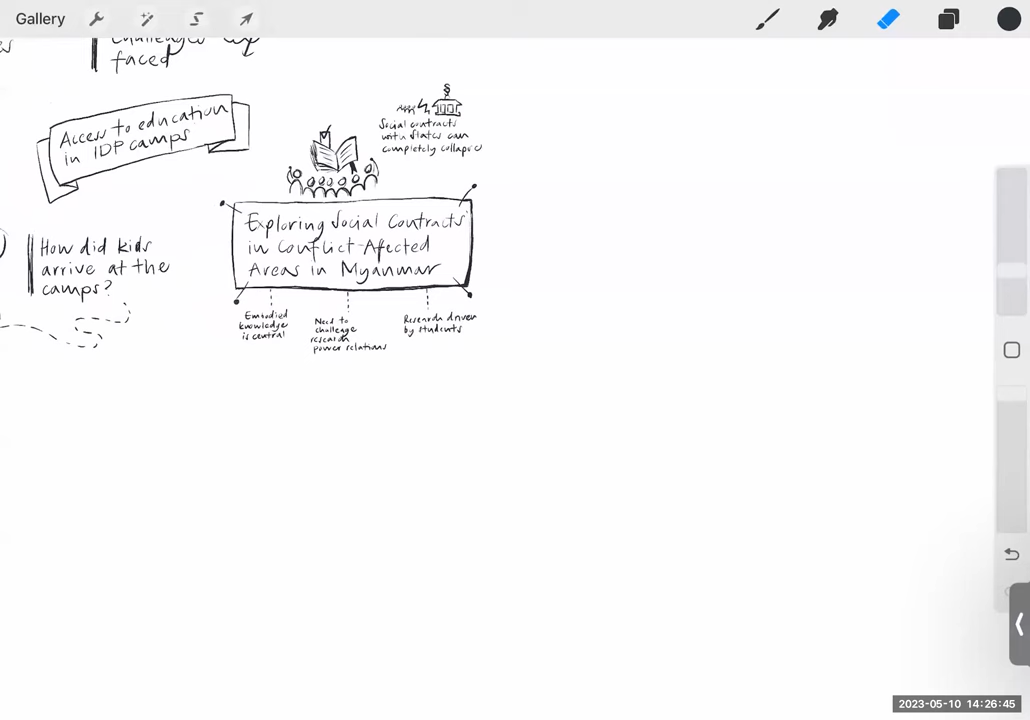 Gallery
challenges
faced
Access to education
in IDP camps
Social contracts
with states can
completely collapse
Exploring Social Contracts
in Conflict-Affected
Areas in Myanmar
How did kids
arrive at the
camps?
Embodied
knowledge
is central
Need to
challenge
research
power relations
Research driven
by students
2023-05-10 14:26:45